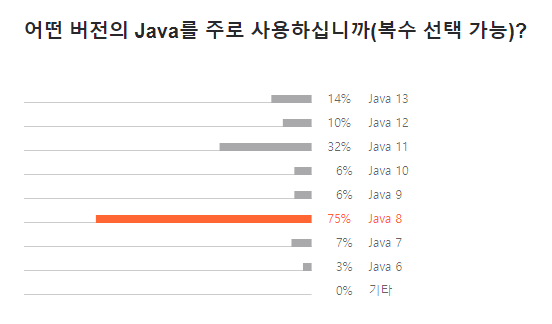 어떤 버전의 Java를 주로 사용하십니까(복수 선택 가능)?
14% Java 13
10% Java 12
32% Java 11
6% Java 10
6% Java 9
75% Java 8
7% Java 7
3% Java 6
0% 기타